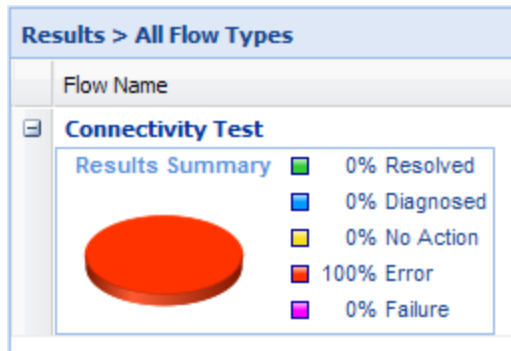 Results > All Flow Types
Flow Name
Connectivity Test
Results Summary
0% Resolved
0% Diagnosed
0% No Action
100% Error
0% Failure